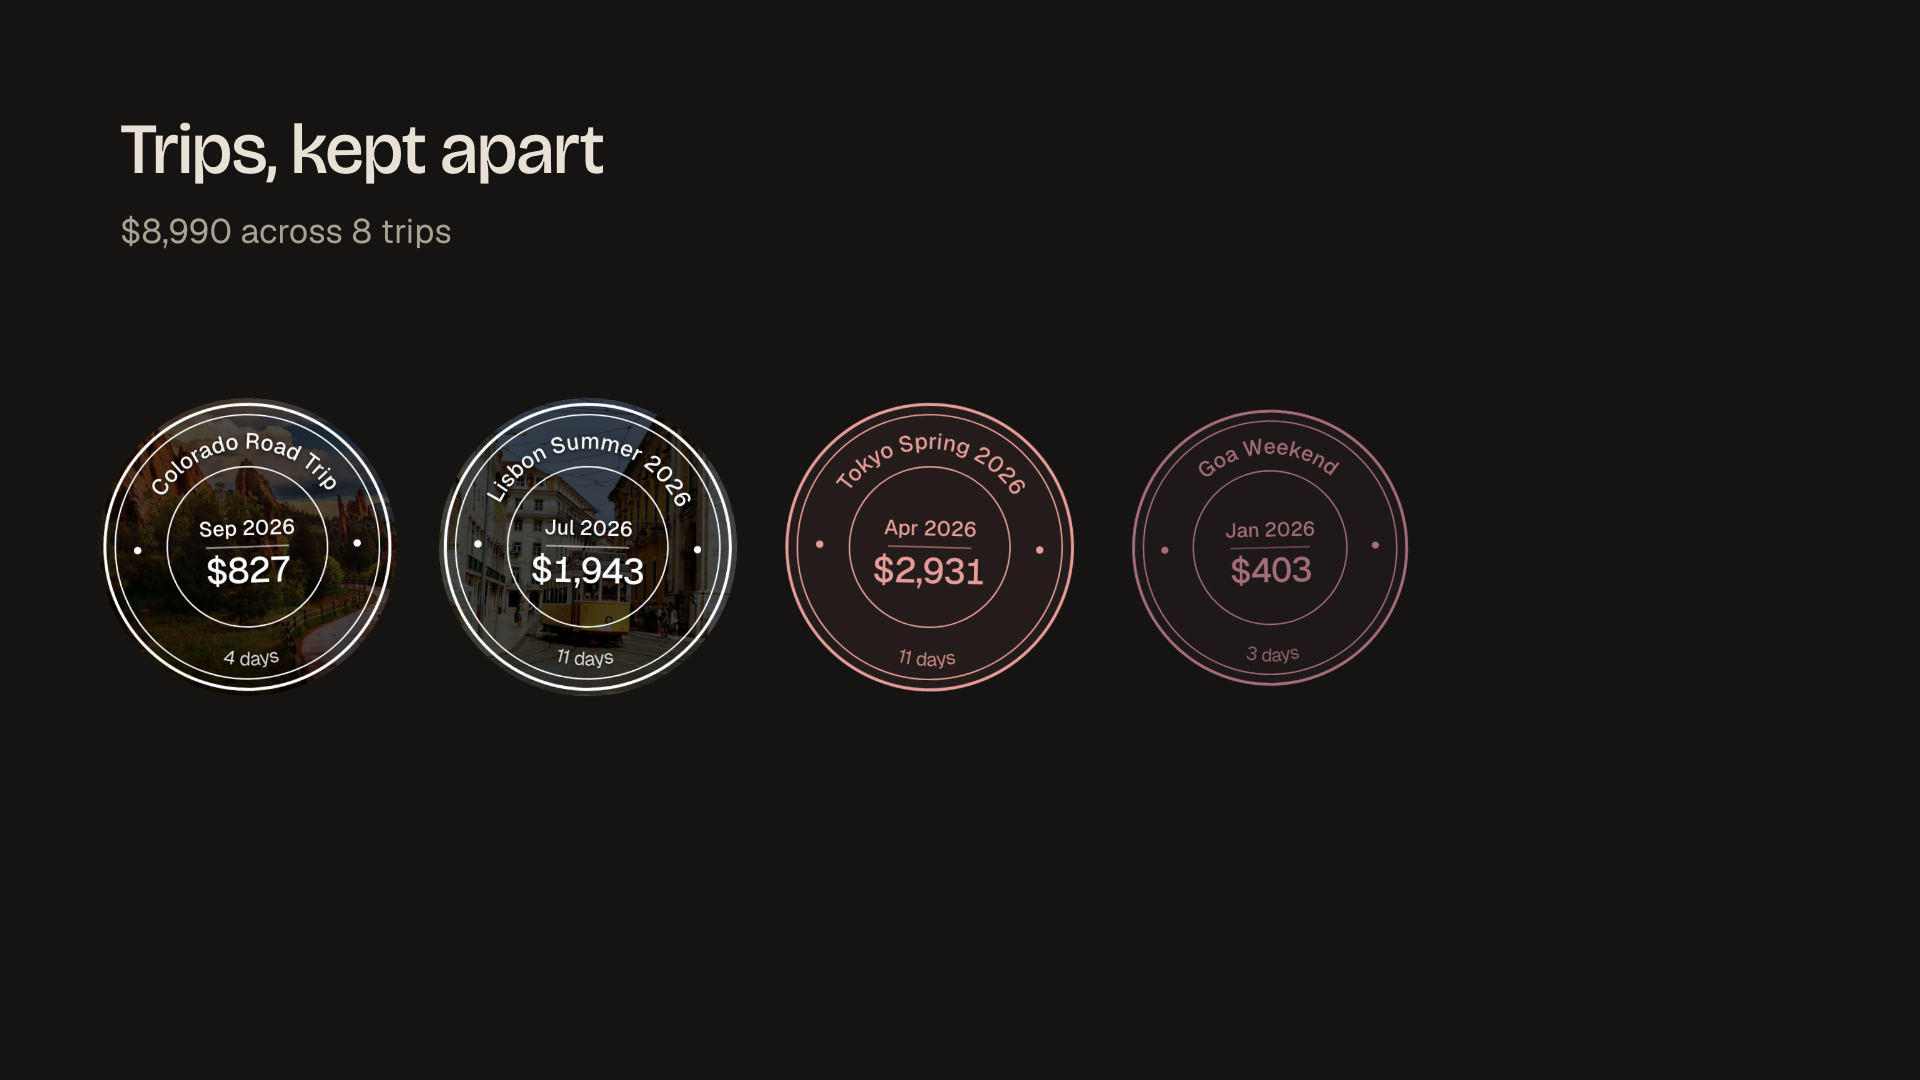 Trips, kept apart
$8,990 across 8 trips
Colorado Road Trip
Sep 2026
$827
4 days
Lisbon Summer 2026
Jul 2026
$1,943
11 days
Tokyo Spring 2026
Apr 2026
$2,931
11 days
Goa Weekend
Jan 2026
$403
3 days